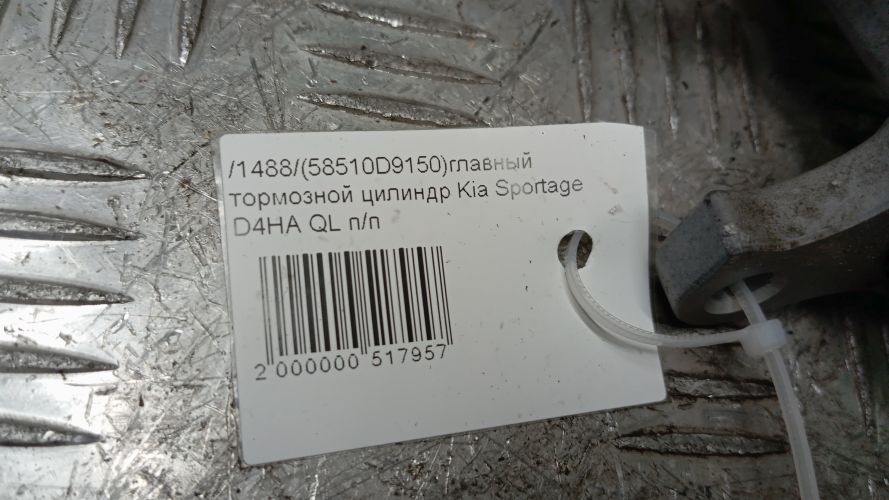 /1488/(58510D9150)главный
тормозной цилиндр Kia Sportage
D4HA QL п/п
2 000000 517957